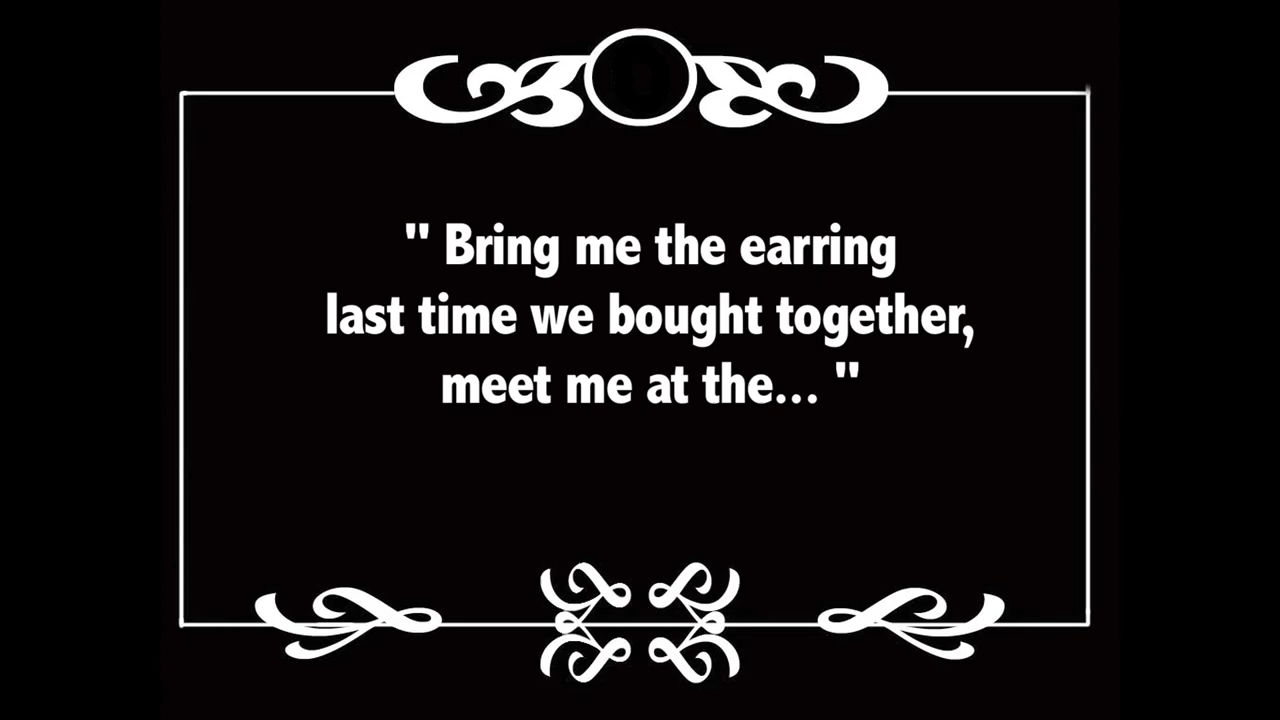 " Bring me the earring
last time we bought together,
meet me at the... "